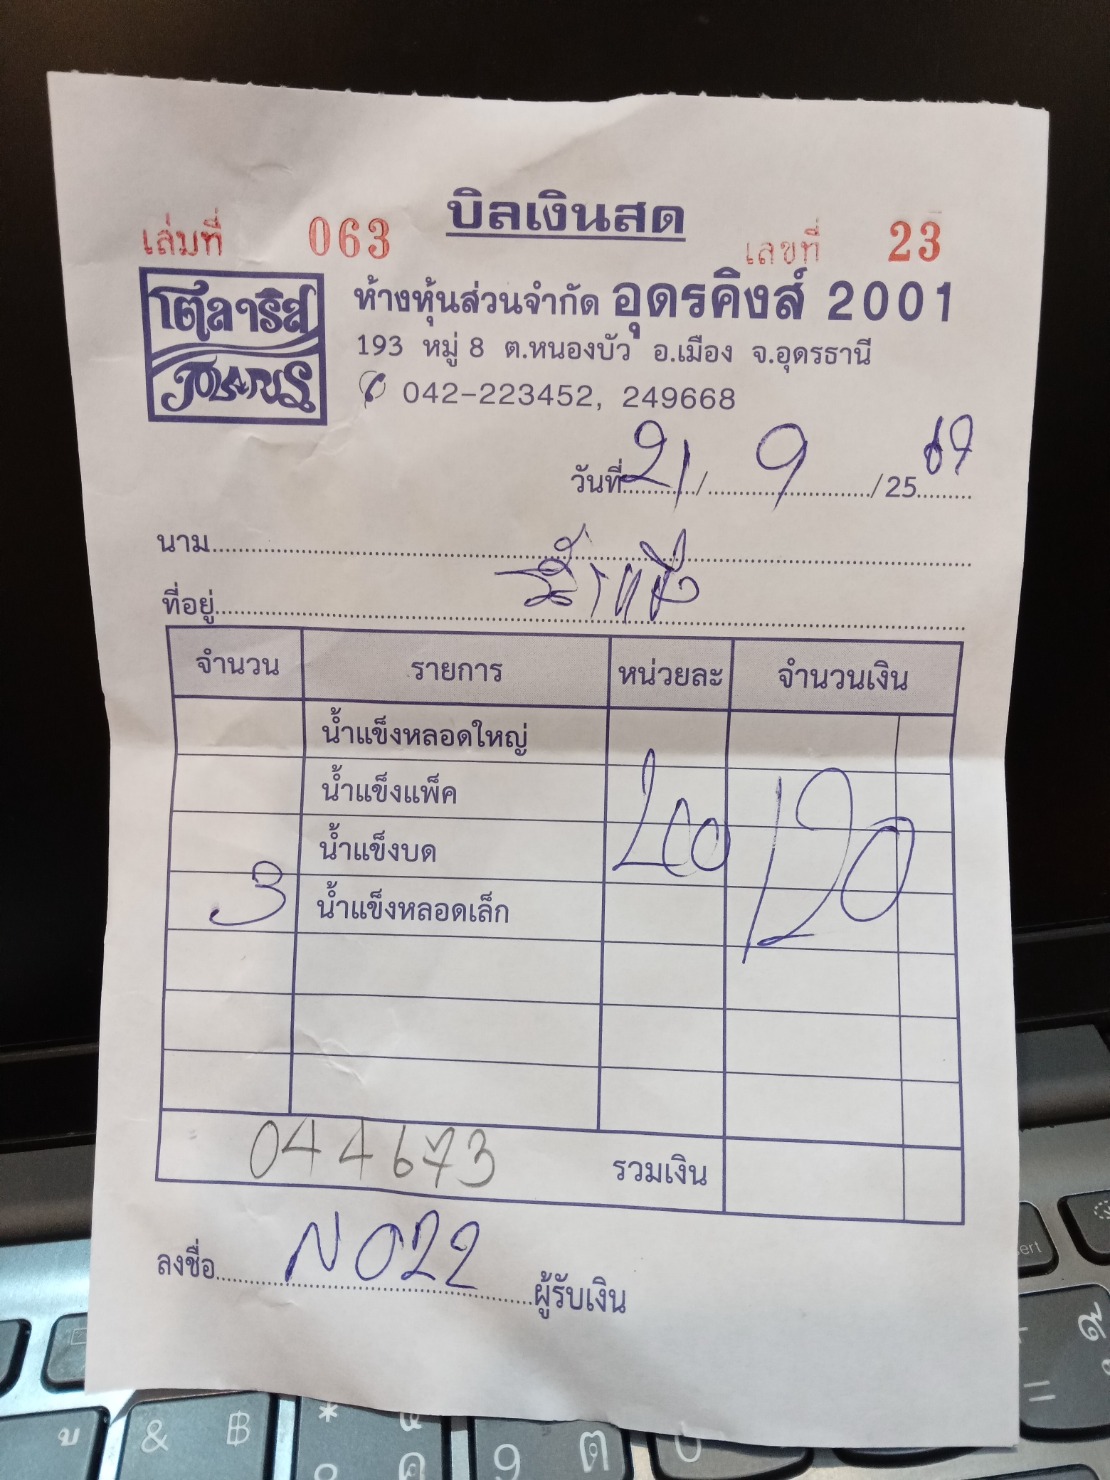 บิลเงินสด
เล่มที่ 063 เลขที่ 23
โตลาริส
POLARIS
ห้างหุ้นส่วนจำกัด อุดรคิงส์ 2001
193 หมู่ 8 ต.หนองบัว อ.เมือง จ.อุดรธานี
042-223452, 249668
วันที่ 21 / 9 / 25 67
นาม
ที่อยู่
จำนวน รายการ หน่วยละ จำนวนเงิน
น้ำแข็งหลอดใหญ่
น้ำแข็งแพ็ค
น้ำแข็งบด
3 น้ำแข็งหลอดเล็ก 120
044673 รวมเงิน
ลงชื่อ N022 ผู้รับเงิน